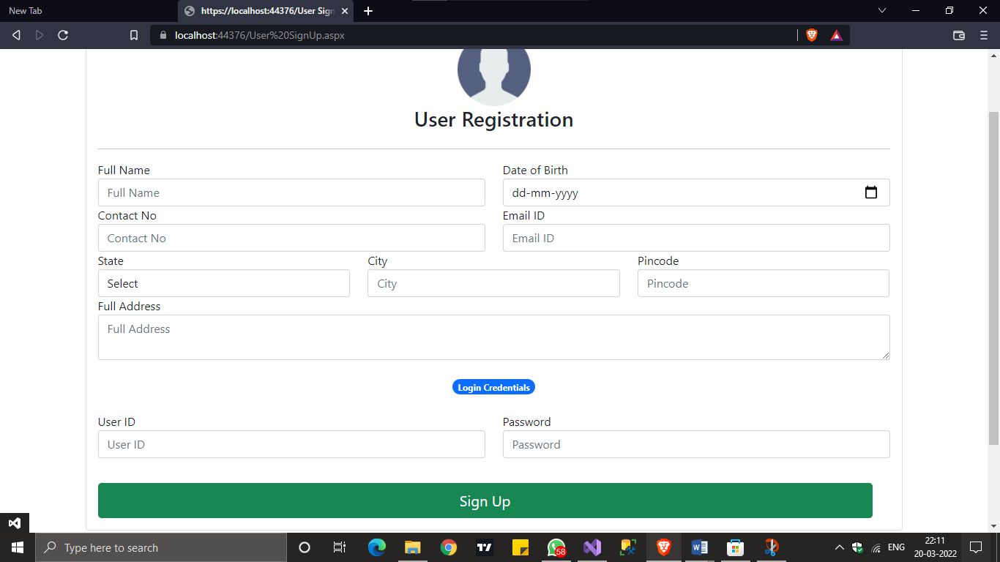 New Tab
https://localhost:44376/User Sign
localhost:44376/User%20SignUp.aspx
User Registration
Full Name Date of Birth
Full Name dd-mm-yyyy
Contact No Email ID
Contact No Email ID
State City Pincode
Select City Pincode
Full Address
Full Address
Login Credentials
User ID Password
User ID Password
Sign Up
Type here to search
58
ENG
22:11
20-03-2022